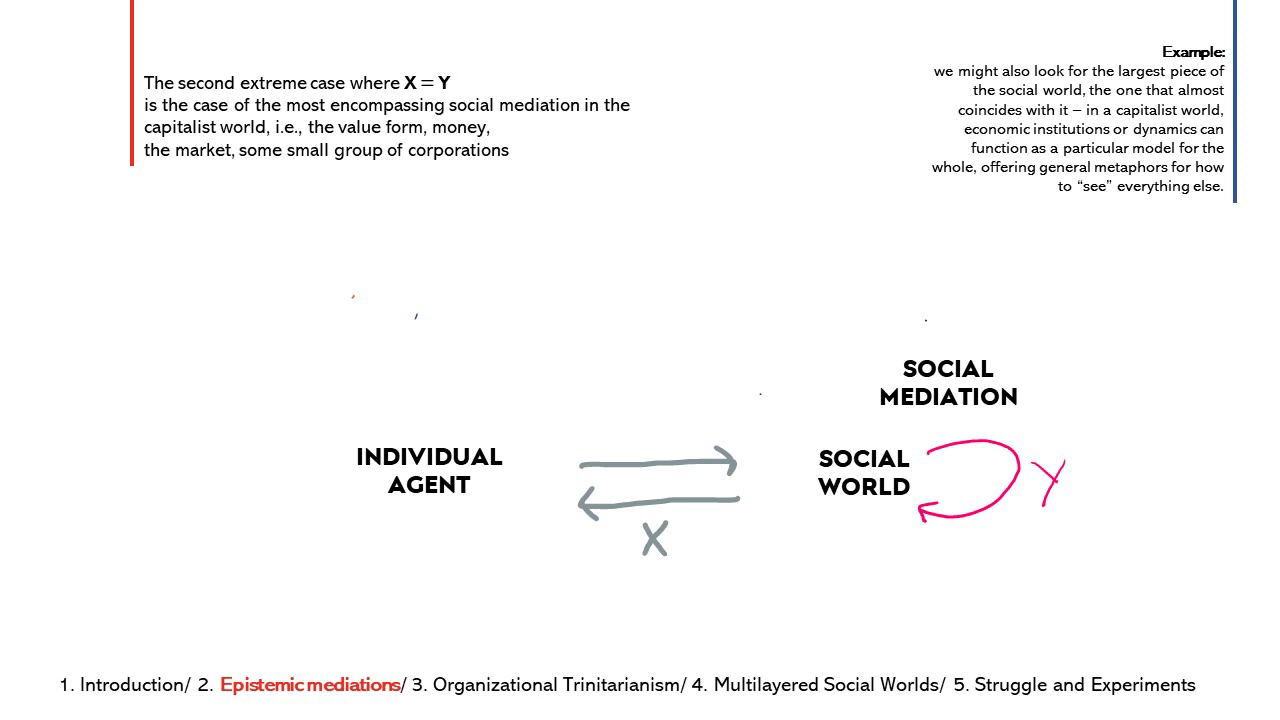 The second extreme case where X = Y
is the case of the most encompassing social mediation in the
capitalist world, i.e., the value form, money,
the market, some small group of corporations
Example:
we might also look for the largest piece of
the social world, the one that almost
coincides with it – in a capitalist world,
economic institutions or dynamics can
function as a particular model for the
whole, offering general metaphors for how
to “see” everything else.
SOCIAL
MEDIATION
INDIVIDUAL
AGENT
X
SOCIAL
WORLD
Y
1. Introduction/ 2. Epistemic mediations/ 3. Organizational Trinitarianism/ 4. Multilayered Social Worlds/ 5. Struggle and Experiments